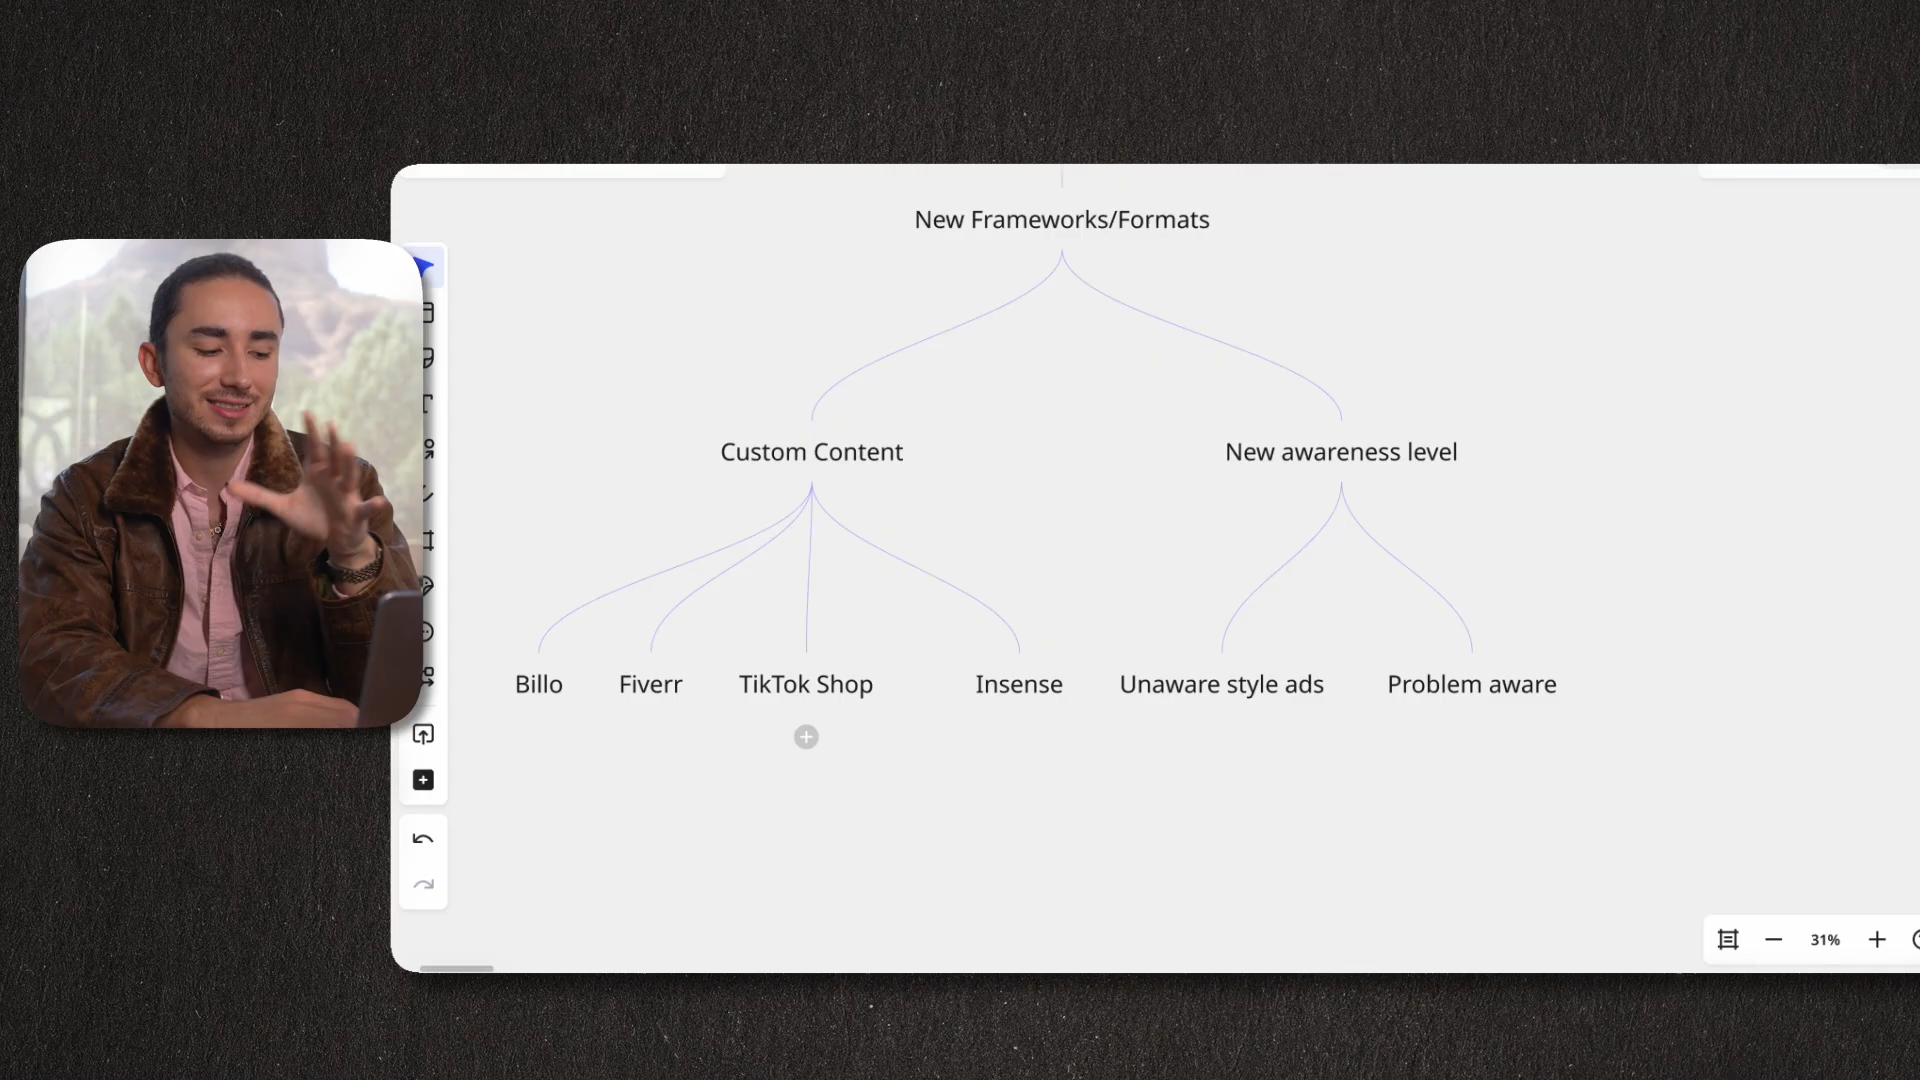 New Frameworks/Formats
Custom Content
New awareness level
Billo
Fiverr
TikTok Shop
Insense
Unaware style ads
Problem aware
31%